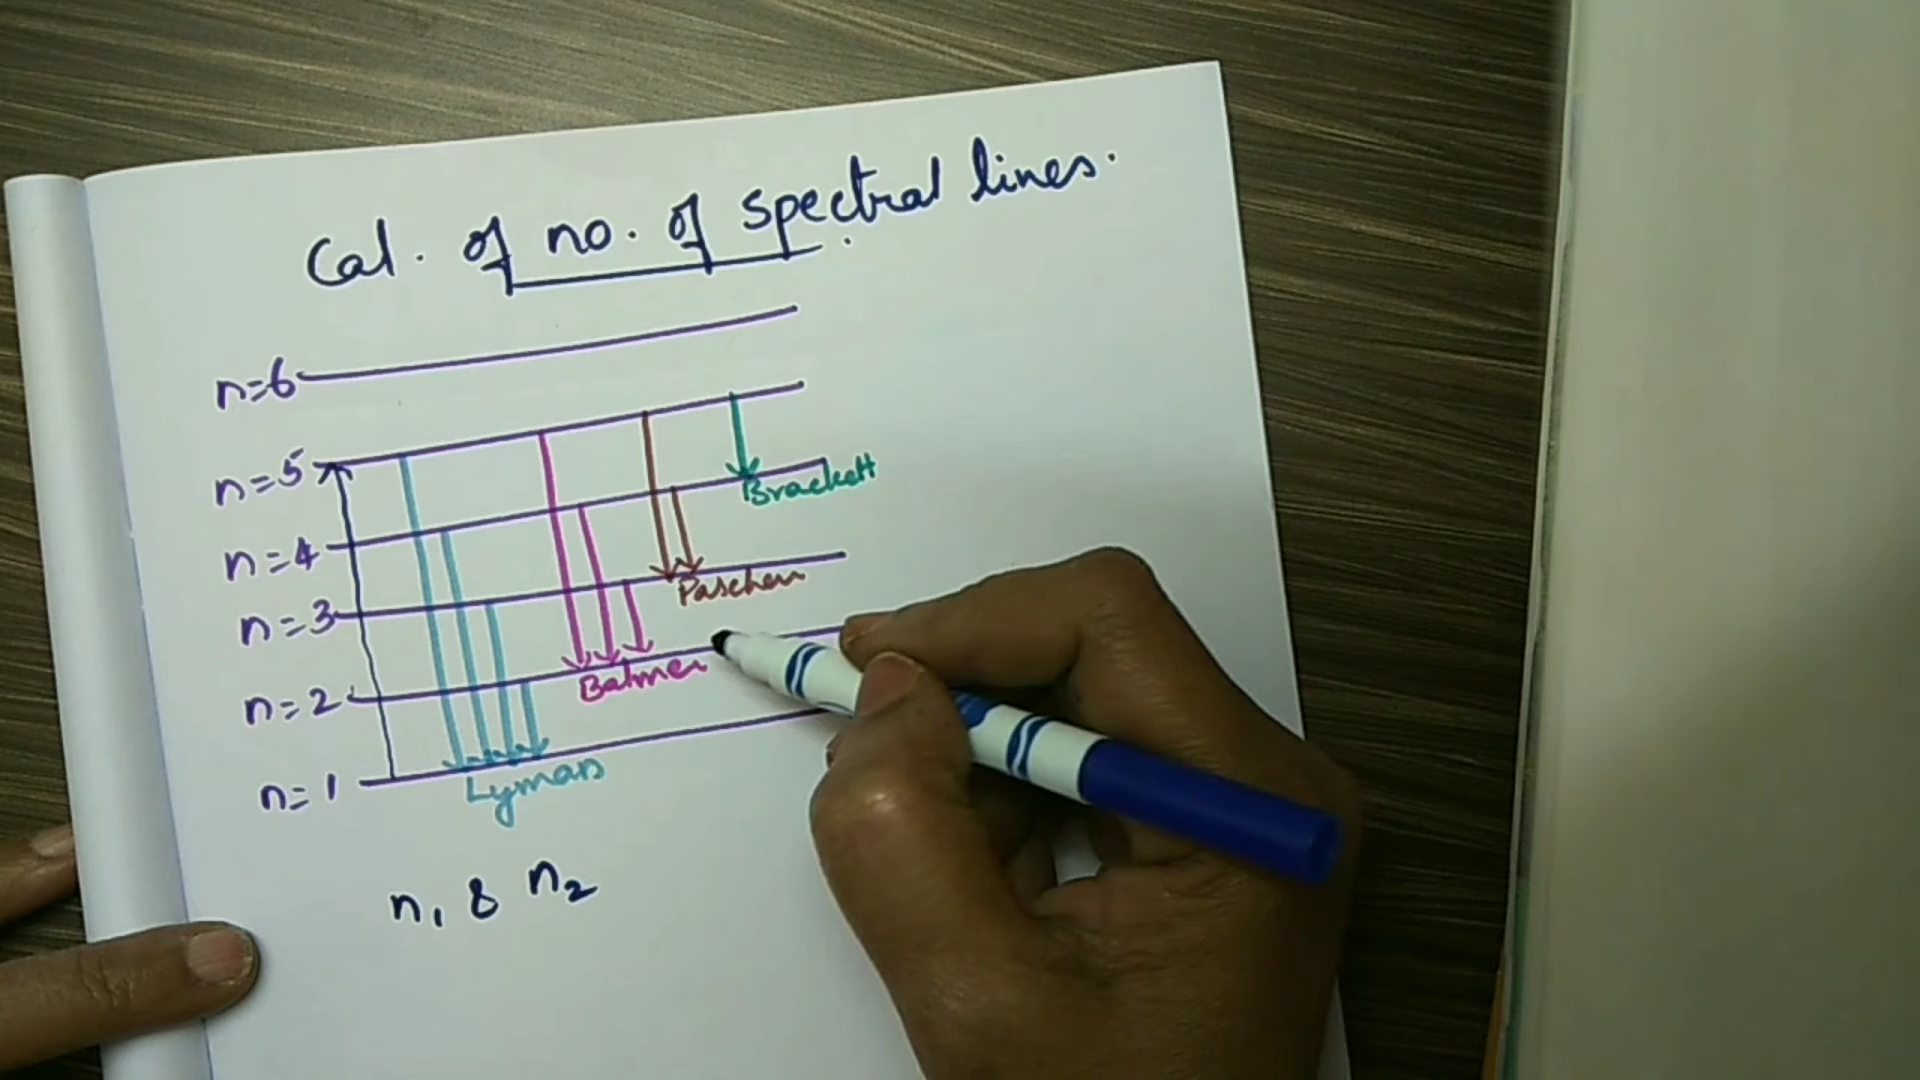 Cal. of no. of spectral lines.
n=6
n=5
Brackett
n=4
Paschen
n=3
Balmer
n=2
n=1
Lyman
n₁ & n₂